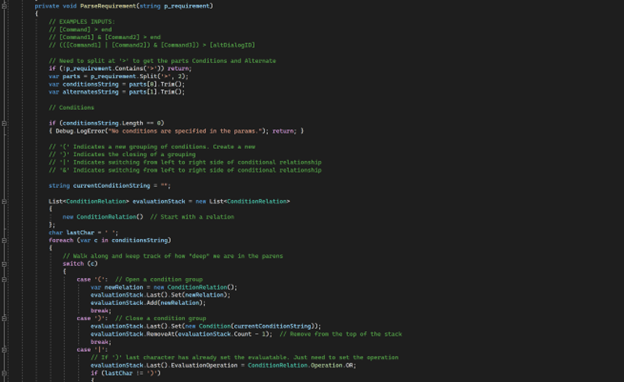 private void ParseRequirement(string p_requirement)
{
// EXAMPLES INPUTS:
// [Command] > end
// [Command1] & [Command2] > end
// (([Command1] | [Command2]) & [Command3]) > [altDialogID]
// Need to split at '>' to get the parts Conditions and Alternate
if (!p_requirement.Contains('>')) return;
var parts = p_requirement.Split('>', 2);
var conditionsString = parts[0].Trim();
var alternatesString = parts[1].Trim();
// Conditions
if (conditionsString.Length == 0)
{ Debug.LogError("No conditions are specified in the params."); return; }
// '(' Indicates a new grouping of conditions. Create a new
// ')' Indicates the closing of a grouping
// '|' Indicates switching from left to right side of conditional relationship
// '&' Indicates switching from left to right side of conditional relationship
string currentConditionString = "";
List<ConditionRelation> evaluationStack = new List<ConditionRelation>
{
new ConditionRelation() // Start with a relation
};
char lastChar = ' ';
foreach (var c in conditionsString)
{
// Walk along and keep track of how "deep" we are in the parens
switch (c)
{
case '(': // Open a condition group
var newRelation = new ConditionRelation();
evaluationStack.Last().Set(newRelation);
evaluationStack.Add(newRelation);
break;
case ')': // Close a condition group
evaluationStack.Last().Set(new Condition(currentConditionString));
evaluationStack.RemoveAt(evaluationStack.Count - 1); // Remove from the top of the stack
break;
case '|':
// If ')' last character has already set the evaluatable. Just need to set the operation
evaluationStack.Last().EvaluationOperation = ConditionRelation.Operation.OR;
if (lastChar != ')')
{